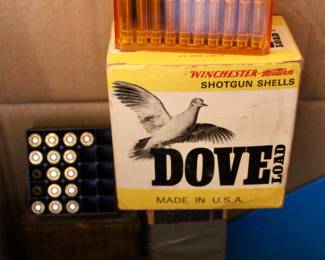 WINCHESTER-Western
SHOTGUN SHELLS
DOVE
LOAD
MADE IN U.S.A.